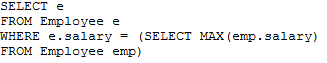 SELECT e
FROM Employee e
WHERE e.salary = (SELECT MAX(emp.salary)
FROM Employee emp)